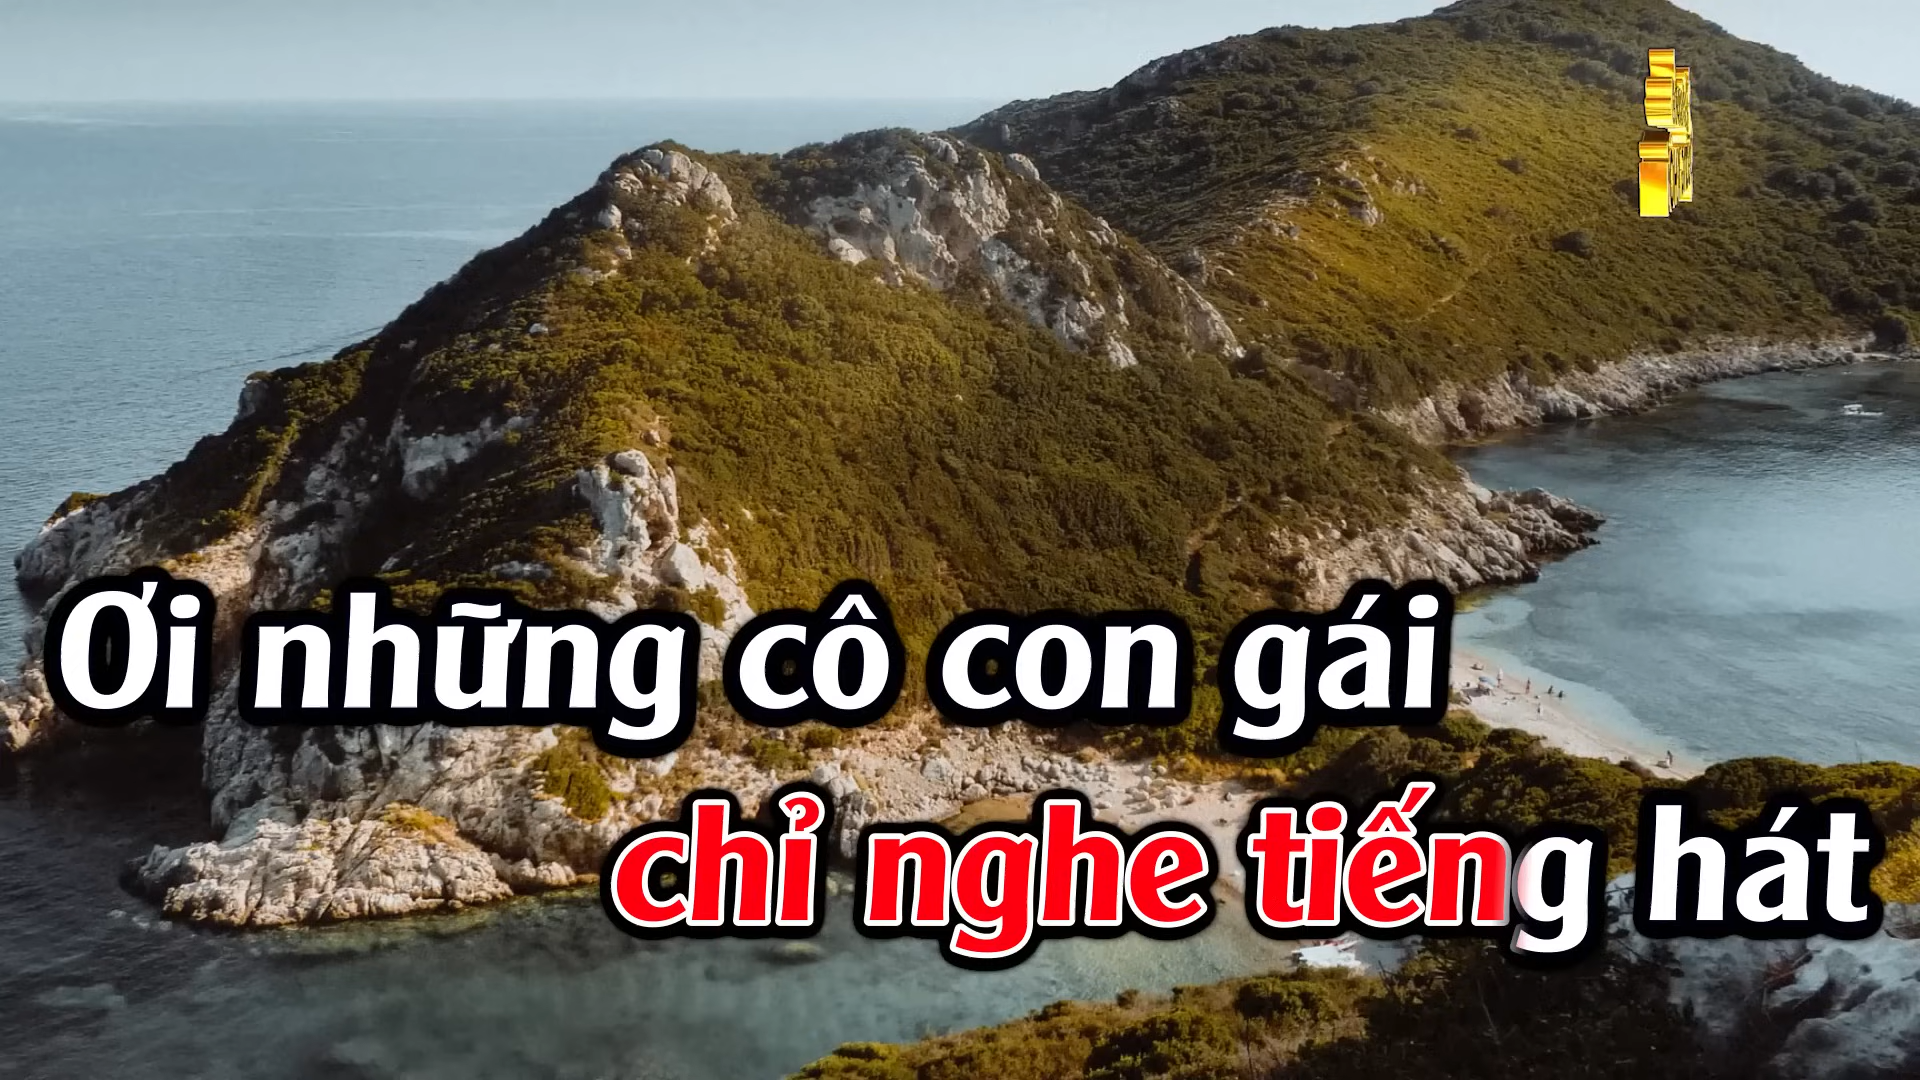 Ơi những cô con gái
chỉ nghe tiếng hát